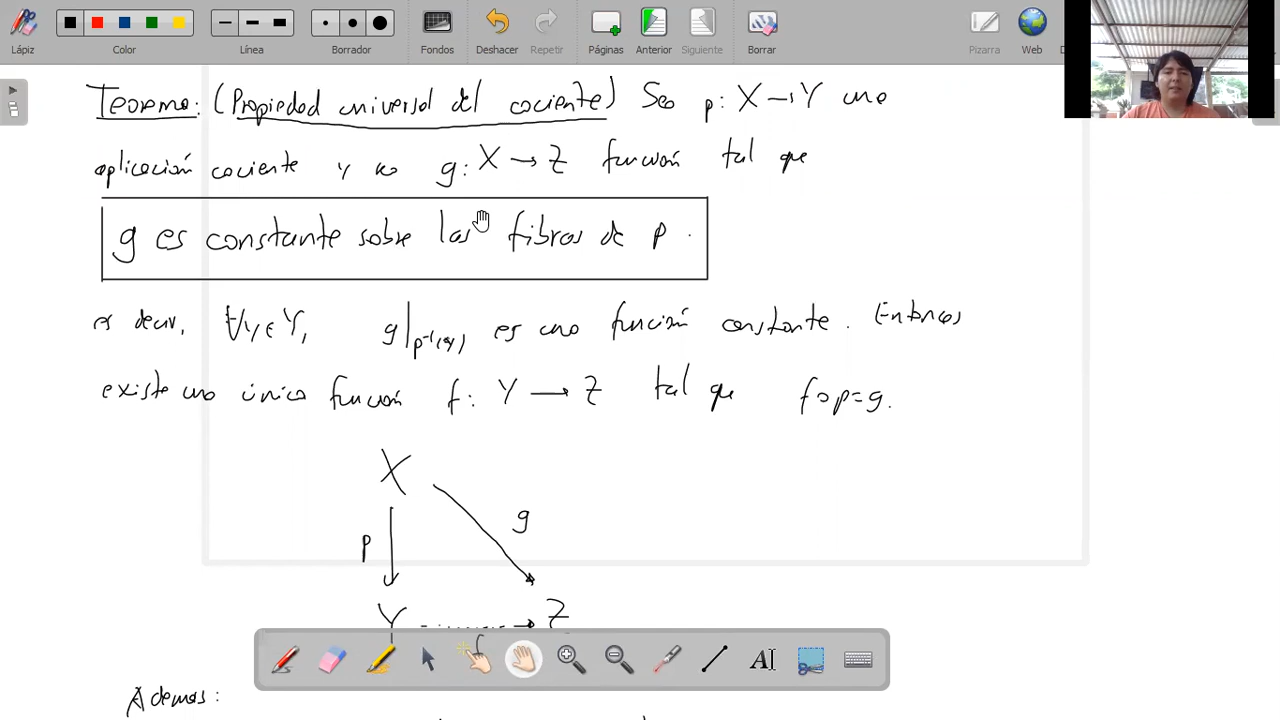 Lápiz Color Línea Borrador Fondos Deshacer Repetir Páginas Anterior Siguiente Borrar Pizarra Web
Teorema: (Propiedad universal del cociente) Sea p: X → Y una
aplicación cociente y sea g: X → Z función tal que
g es constante sobre las fibras de p.
es decir, ∀y∈Y, g|p⁻¹(y) es una función constante. Entonces
existe una única función f: Y → Z tal que f∘p=g.
X
p g
Y Z
AI
Además: